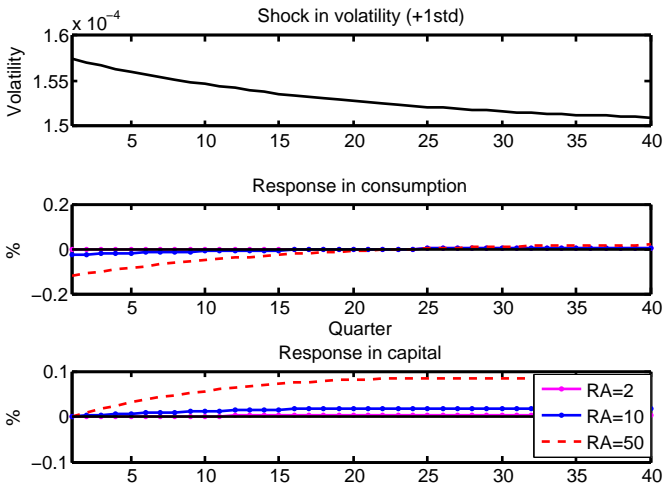 Shock in volatility (+1std)
x 10⁻⁴
1.6
1.55
1.5
Volatility
5 10 15 20 25 30 35 40
Response in consumption
0.2
0
−0.2
%
5 10 15 20 25 30 35 40
Quarter
Response in capital
0.1
0
−0.1
%
5 10 15 20 25 30 35 40
RA=2
RA=10
RA=50